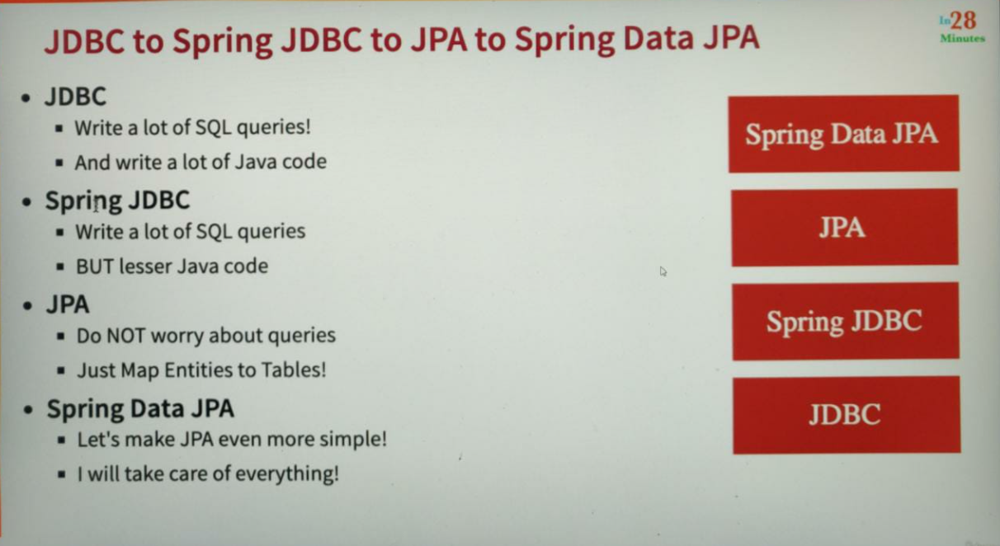 JDBC to Spring JDBC to JPA to Spring Data JPA
In28
Minutes
• JDBC
▪ Write a lot of SQL queries!
▪ And write a lot of Java code
• Spring JDBC
▪ Write a lot of SQL queries
▪ BUT lesser Java code
• JPA
▪ Do NOT worry about queries
▪ Just Map Entities to Tables!
• Spring Data JPA
▪ Let's make JPA even more simple!
▪ I will take care of everything!
Spring Data JPA
JPA
Spring JDBC
JDBC